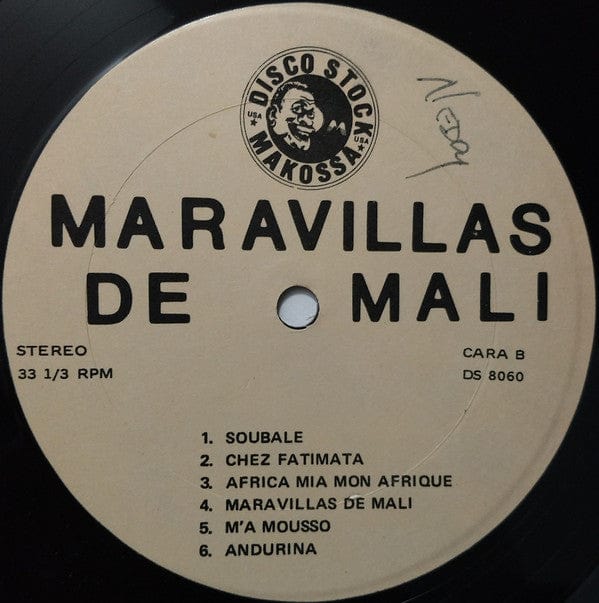 DISCO STOCK
USA
USA
MAKOSSA
MARAVILLAS
DE MALI
STEREO
33 1/3 RPM
CARA B
DS 8060
1. SOUBALE
2. CHEZ FATIMATA
3. AFRICA MIA MON AFRIQUE
4. MARAVILLAS DE MALI
5. M'A MOUSSO
6. ANDURINA